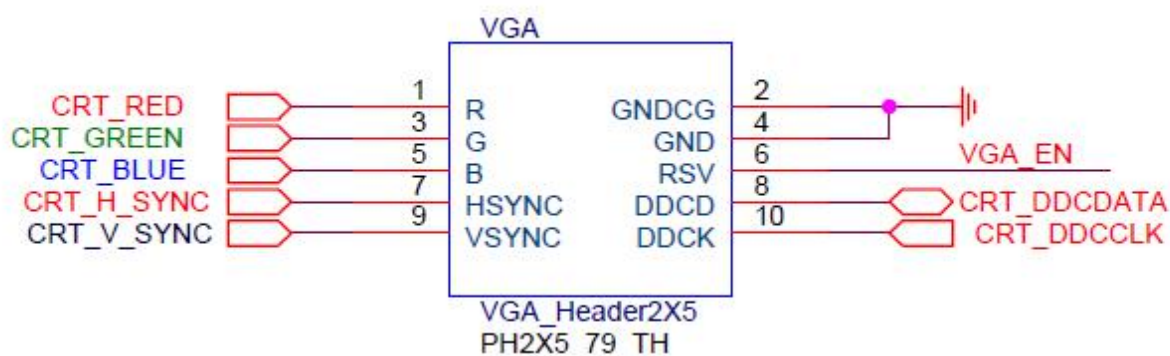 VGA
CRT_RED 1 R GNDCG 2
CRT_GREEN 3 G GND 4
CRT_BLUE 5 B RSV 6 VGA_EN
CRT_H_SYNC 7 HSYNC DDCD 8 CRT_DDCDATA
CRT_V_SYNC 9 VSYNC DDCK 10 CRT_DDCCLK
VGA_Header2X5
PH2X5_79_TH